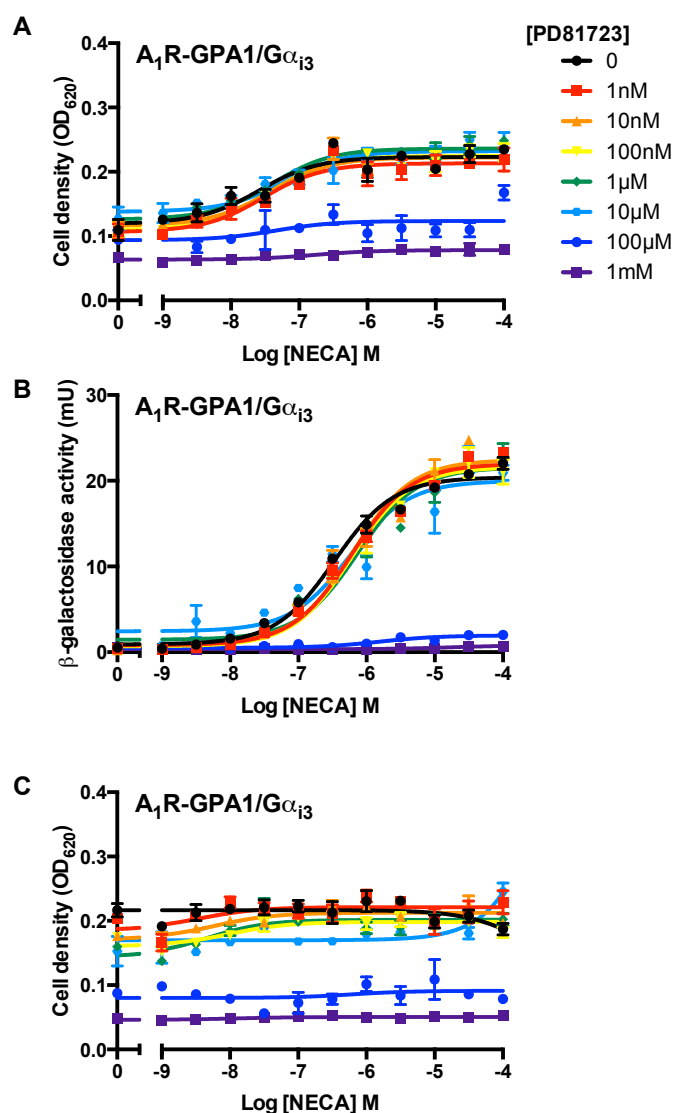 A
A₁R-GPA1/Gαi3
[PD81723]
0
1nM
10nM
100nM
1µM
10µM
100µM
1mM
Cell density (OD₆₂₀)
0.4
0.3
0.2
0.1
0.0
0 -9 -8 -7 -6 -5 -4
Log [NECA] M
B
A₁R-GPA1/Gαi3
β-galactosidase activity (mU)
30
20
10
0
0 -9 -8 -7 -6 -5 -4
Log [NECA] M
C
A₁R-GPA1/Gαi3
Cell density (OD₆₂₀)
0.4
0.3
0.2
0.1
0.0
0 -9 -8 -7 -6 -5 -4
Log [NECA] M